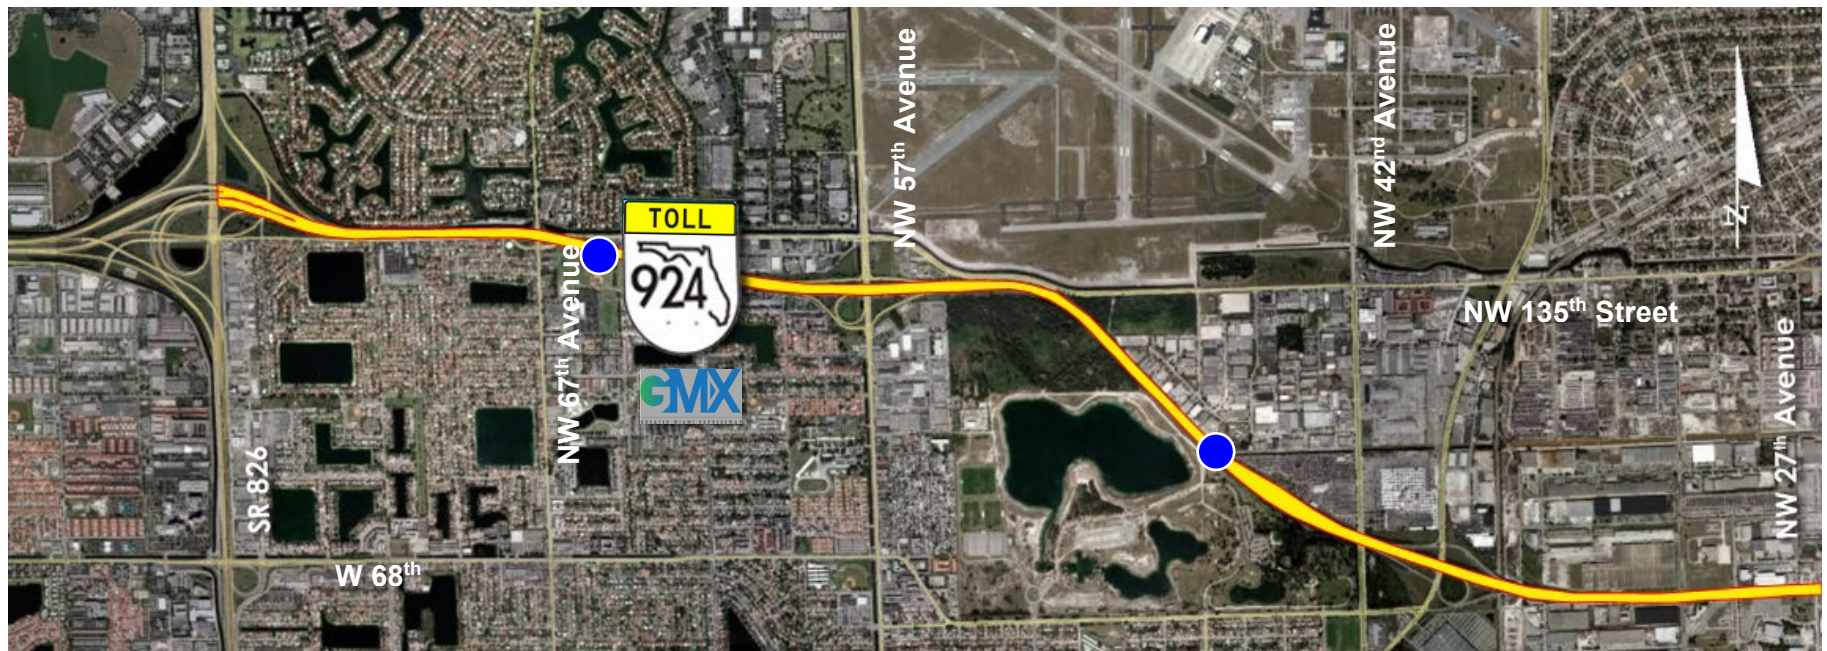 NW 57th Avenue
NW 42nd Avenue
TOLL
924
N
NW 67th Avenue
NW 135th Street
GMX
NW 27th Avenue
SR 826
W 68th